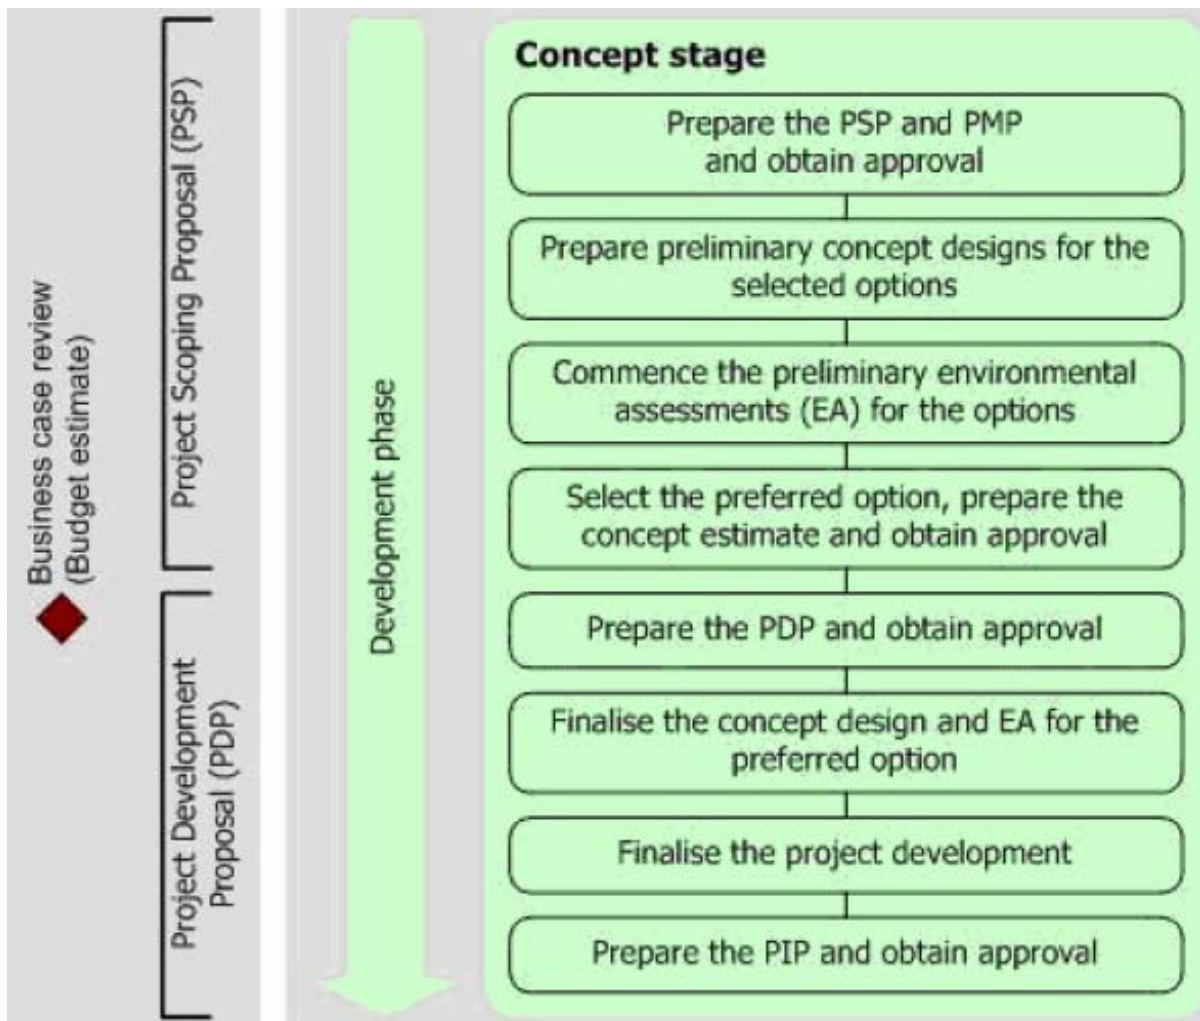 Business case review
(Budget estimate)
Project Scoping Proposal (PSP)
Project Development
Proposal (PDP)
Development phase
Concept stage
Prepare the PSP and PMP
and obtain approval
Prepare preliminary concept designs for the
selected options
Commence the preliminary environmental
assessments (EA) for the options
Select the preferred option, prepare the
concept estimate and obtain approval
Prepare the PDP and obtain approval
Finalise the concept design and EA for the
preferred option
Finalise the project development
Prepare the PIP and obtain approval